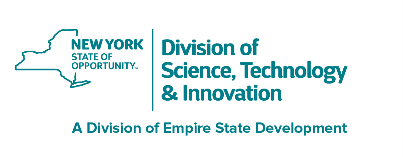 NEW YORK
STATE OF
OPPORTUNITY.
Division of
Science, Technology
& Innovation
A Division of Empire State Development